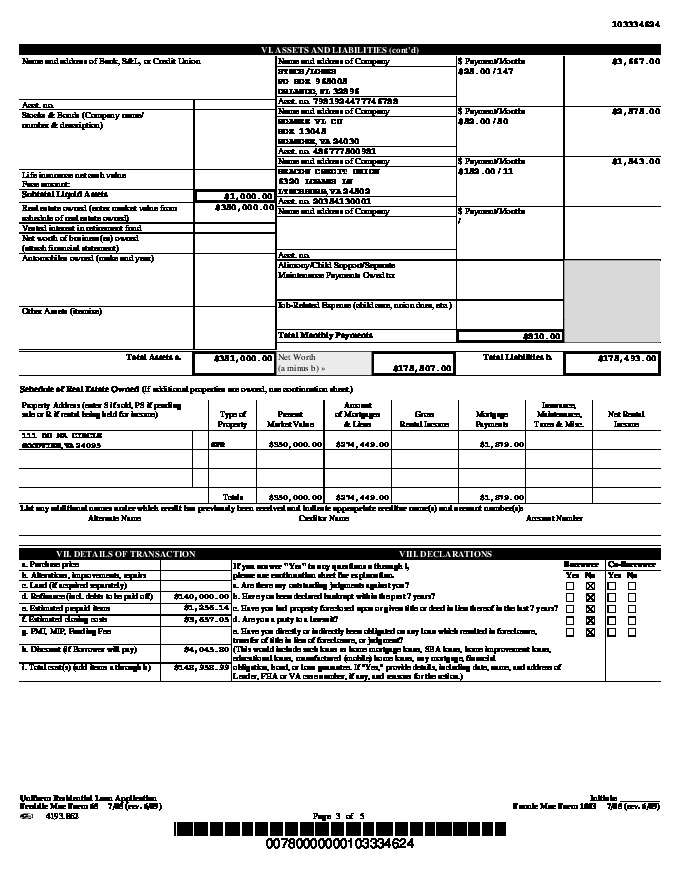 103334624
VI. ASSETS AND LIABILITIES (cont'd)
Name and address of Bank, S&L, or Credit Union
Acct. no.
Stocks & Bonds (Company name/
number & description)
Life insurance net cash value
Face amount:
Subtotal Liquid Assets $1,000.00
Real estate owned (enter market value from $350,000.00
schedule of real estate owned)
Vested interest in retirement fund
Net worth of business(es) owned
(attach financial statement)
Automobiles owned (make and year)
Other Assets (itemize)
Total Assets a. $351,000.00
Name and address of Company $ Payment/Months $3,667.00
SYNCB/LOWES $25.00 /147
PO BOX 965005
ORLANDO, FL 32896
Acct. no. 7981924477746788
Name and address of Company $ Payment/Months $2,578.00
$82.00 /80
BOX 13045
ROANOKE, VA 24030
Acct. no. 486777800981
Name and address of Company $ Payment/Months $1,843.00
BEACON CREDIT UNION $182.00 /11
6320 LOGANS LN
LYNCHBURG, VA 24502
Acct. no. 20384130001
Name and address of Company $ Payment/Months
/
Acct. no.
Alimony/Child Support/Separate
Maintenance Payments Owed to:
Job-Related Expense (child care, union dues, etc.)
Total Monthly Payments $810.00
Net Worth
(a minus b) » $178,507.00
Total Liabilities b. $178,493.00
Schedule of Real Estate Owned (If additional properties are owned, use continuation sheet.)
Property Address (enter S if sold, PS if pending
sale or R if rental being held for income)
Type of
Property
Present
Market Value
Amount
of Mortgages
& Liens
Gross
Rental Income
Mortgage
Payments
Insurance,
Maintenance,
Taxes & Misc.
Net Rental
Income
CIRCLE
VA 24095
SFR $350,000.00 $274,449.00 $1,879.00
Totals $350,000.00 $274,449.00 $1,879.00
List any additional names under which credit has previously been received and indicate appropriate creditor name(s) and account number(s):
Alternate Name Creditor Name Account Number
VII. DETAILS OF TRANSACTION
a. Purchase price
b. Alterations, improvements, repairs
c. Land (if acquired separately)
d. Refinance (incl. debts to be paid off) $140,000.00
e. Estimated prepaid items $1,256.14
f. Estimated closing costs $3,657.05
g. PMI, MIP, Funding Fee
h. Discount (if Borrower will pay) $4,045.80
i. Total costs (add items a through h) $148,958.99
VIII. DECLARATIONS
If you answer "Yes" to any questions a through i,
please use continuation sheet for explanation.
Borrower Co-Borrower
Yes No Yes No
a. Are there any outstanding judgments against you?
b. Have you been declared bankrupt within the past 7 years?
c. Have you had property foreclosed upon or given title or deed in lieu thereof in the last 7 years?
d. Are you a party to a lawsuit?
e. Have you directly or indirectly been obligated on any loan which resulted in foreclosure,
transfer of title in lieu of foreclosure, or judgment?
(This would include such loans as home mortgage loans, SBA loans, home improvement loans,
educational loans, manufactured (mobile) home loans, any mortgage, financial
obligation, bond, or loan guarantee. If "Yes," provide details, including date, name, and address of
Lender, FHA or VA case number, if any, and reasons for the action.)
Uniform Residential Loan Application
Freddie Mac Form 65 7/05 (rev. 6/09)
4193.862
Page 3 of 5
Initials: ________
Fannie Mae Form 1003 7/05 (rev. 6/09)
00780000000103334624